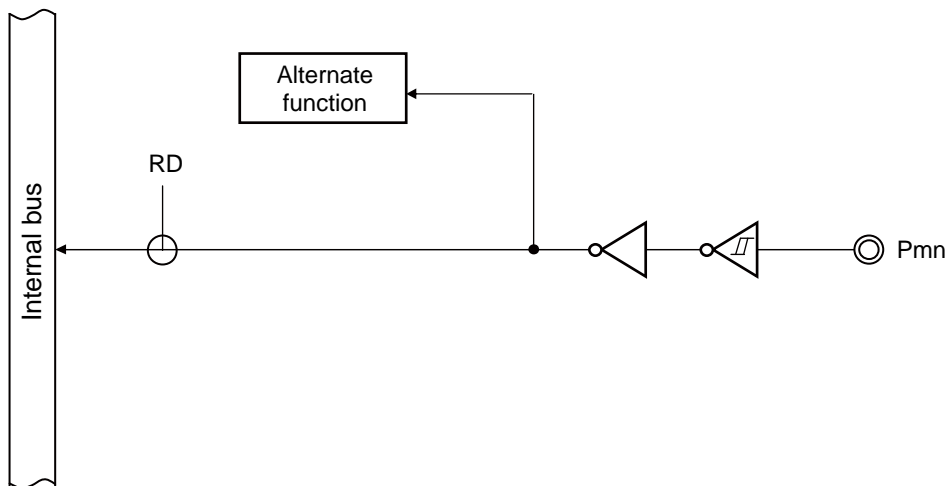 Alternate
function
RD
Internal bus
Pmn